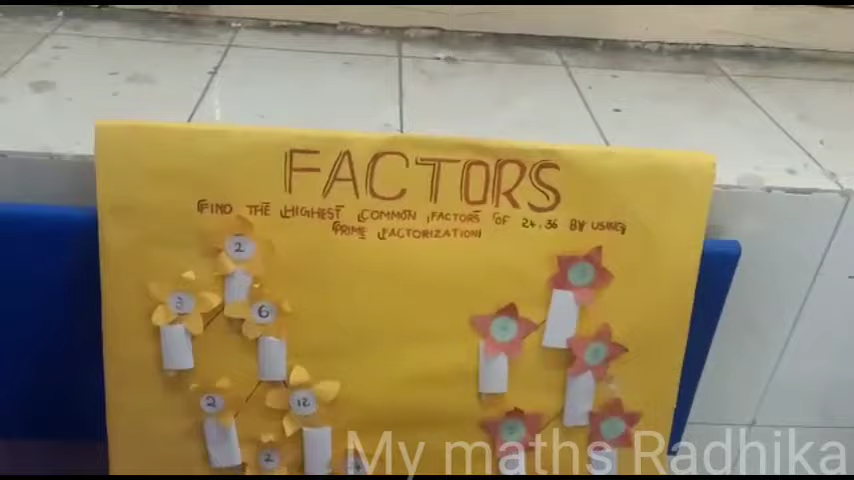 FACTORS
FIND THE HIGHEST COMMON FACTORS OF 24,36 BY USING
PRIME FACTORIZATION!
2
3
6
2
12
2
My maths Radhika